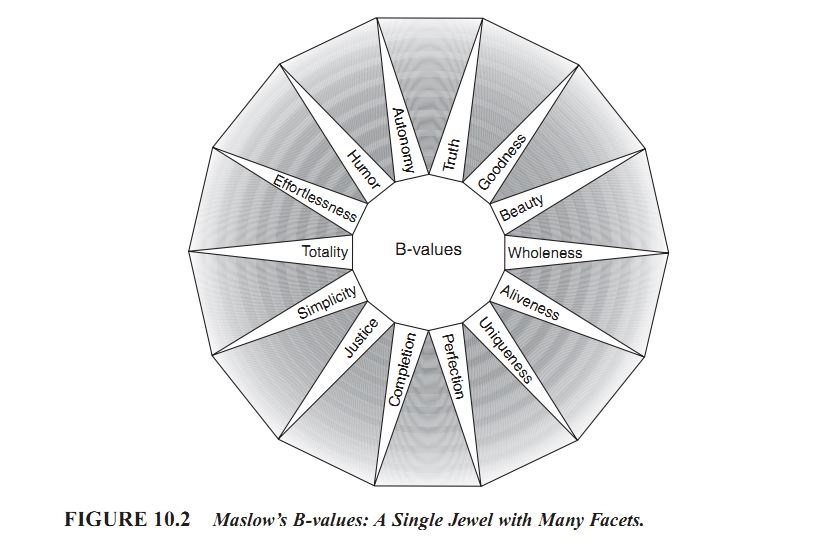 Autonomy
Truth
Goodness
Beauty
Wholeness
Aliveness
Uniqueness
Perfection
Completion
Justice
Simplicity
Totality
Effortlessness
Humor
B-values
FIGURE 10.2 Maslow's B-values: A Single Jewel with Many Facets.